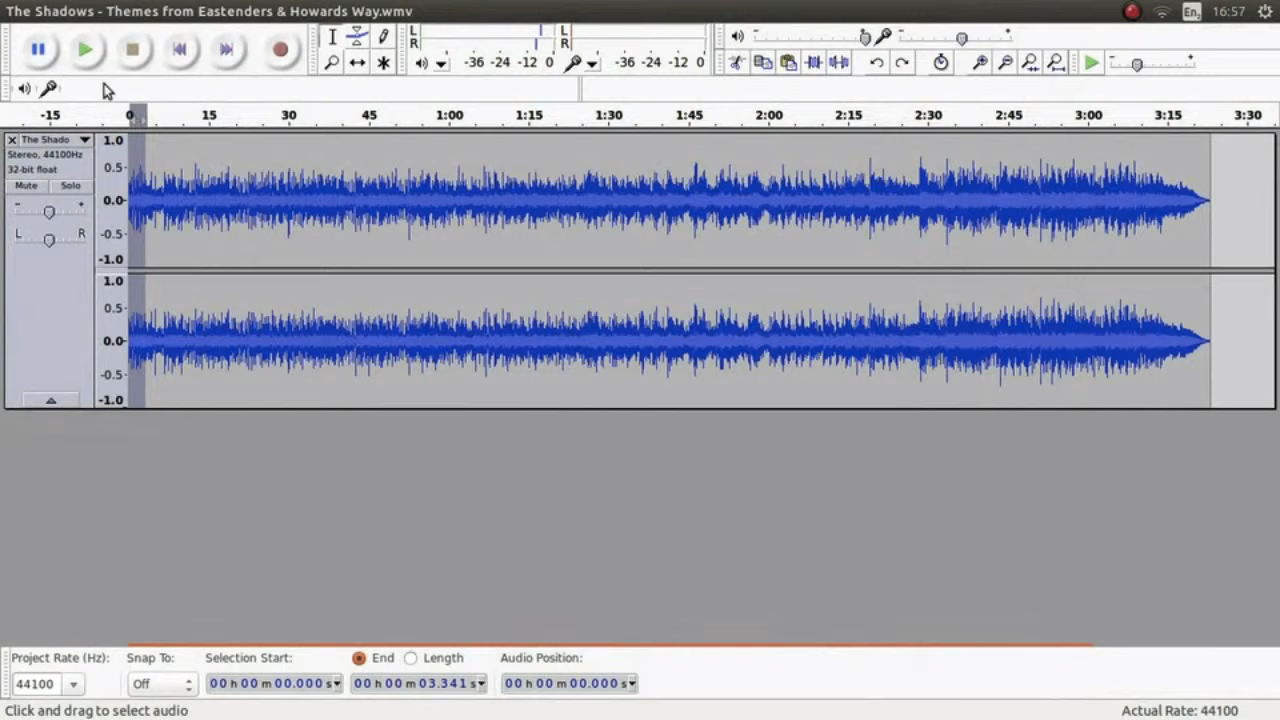 The Shadows - Themes from Eastenders & Howards Way.wmv
En 16:57
L
R
-36 -24 -12 0
L
R
-36 -24 -12 0
-15 0 15 30 45 1:00 1:15 1:30 1:45 2:00 2:15 2:30 2:45 3:00 3:15 3:30
The Shado
Stereo, 44100Hz
32-bit float
Mute Solo
- +
L R
1.0
0.5
0.0
-0.5
-1.0
1.0
0.5
0.0
-0.5
-1.0
Project Rate (Hz): Snap To: Selection Start: End Length Audio Position:
44100 Off 00 h 00 m 00.000 s 00 h 00 m 03.341 s 00 h 00 m 00.000 s
Click and drag to select audio Actual Rate: 44100